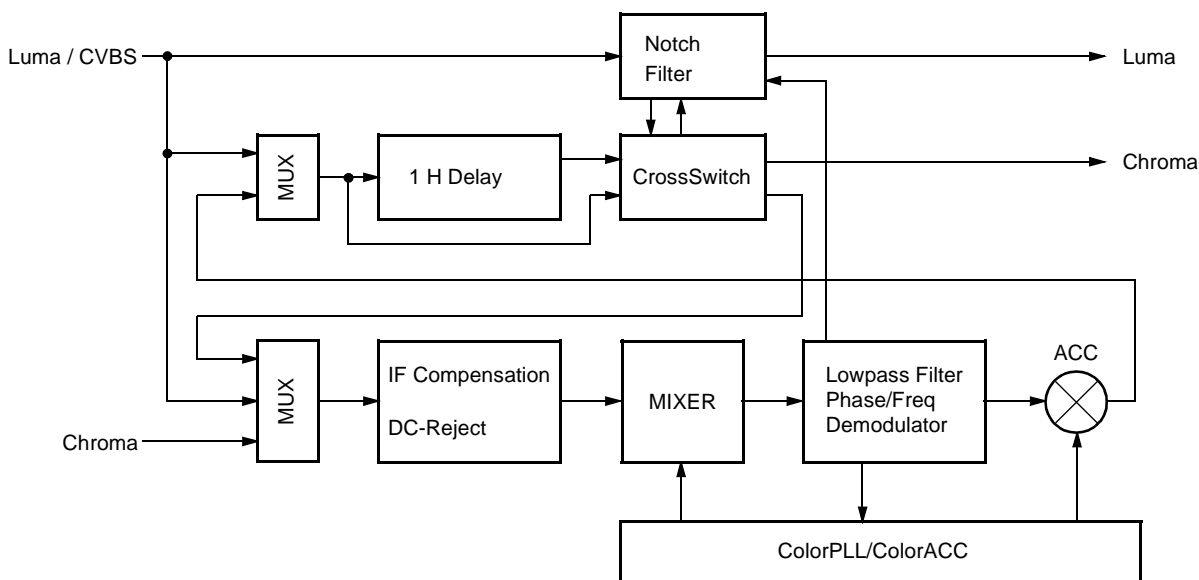 Luma / CVBS
Notch
Filter
Luma
MUX
1 H Delay
CrossSwitch
Chroma
ACC
MUX
IF Compensation
DC-Reject
MIXER
Lowpass Filter
Phase/Freq
Demodulator
Chroma
ColorPLL/ColorACC